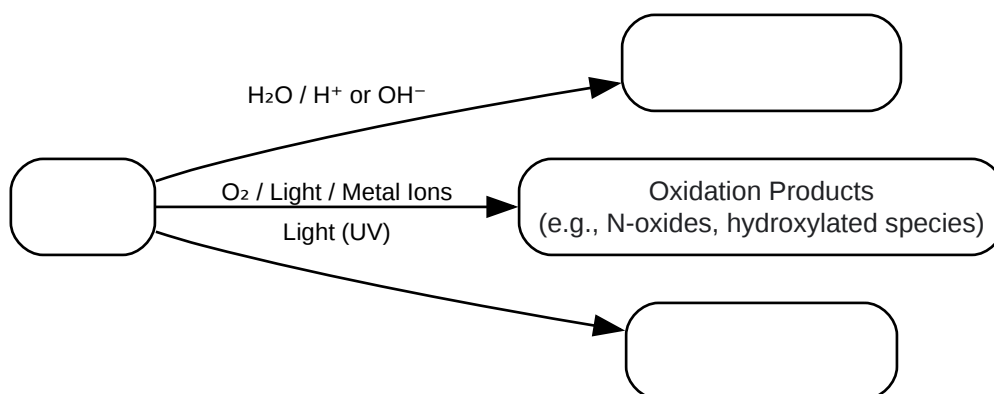 H₂O / H⁺ or OH⁻
O₂ / Light / Metal Ions
Oxidation Products
(e.g., N-oxides, hydroxylated species)
Light (UV)